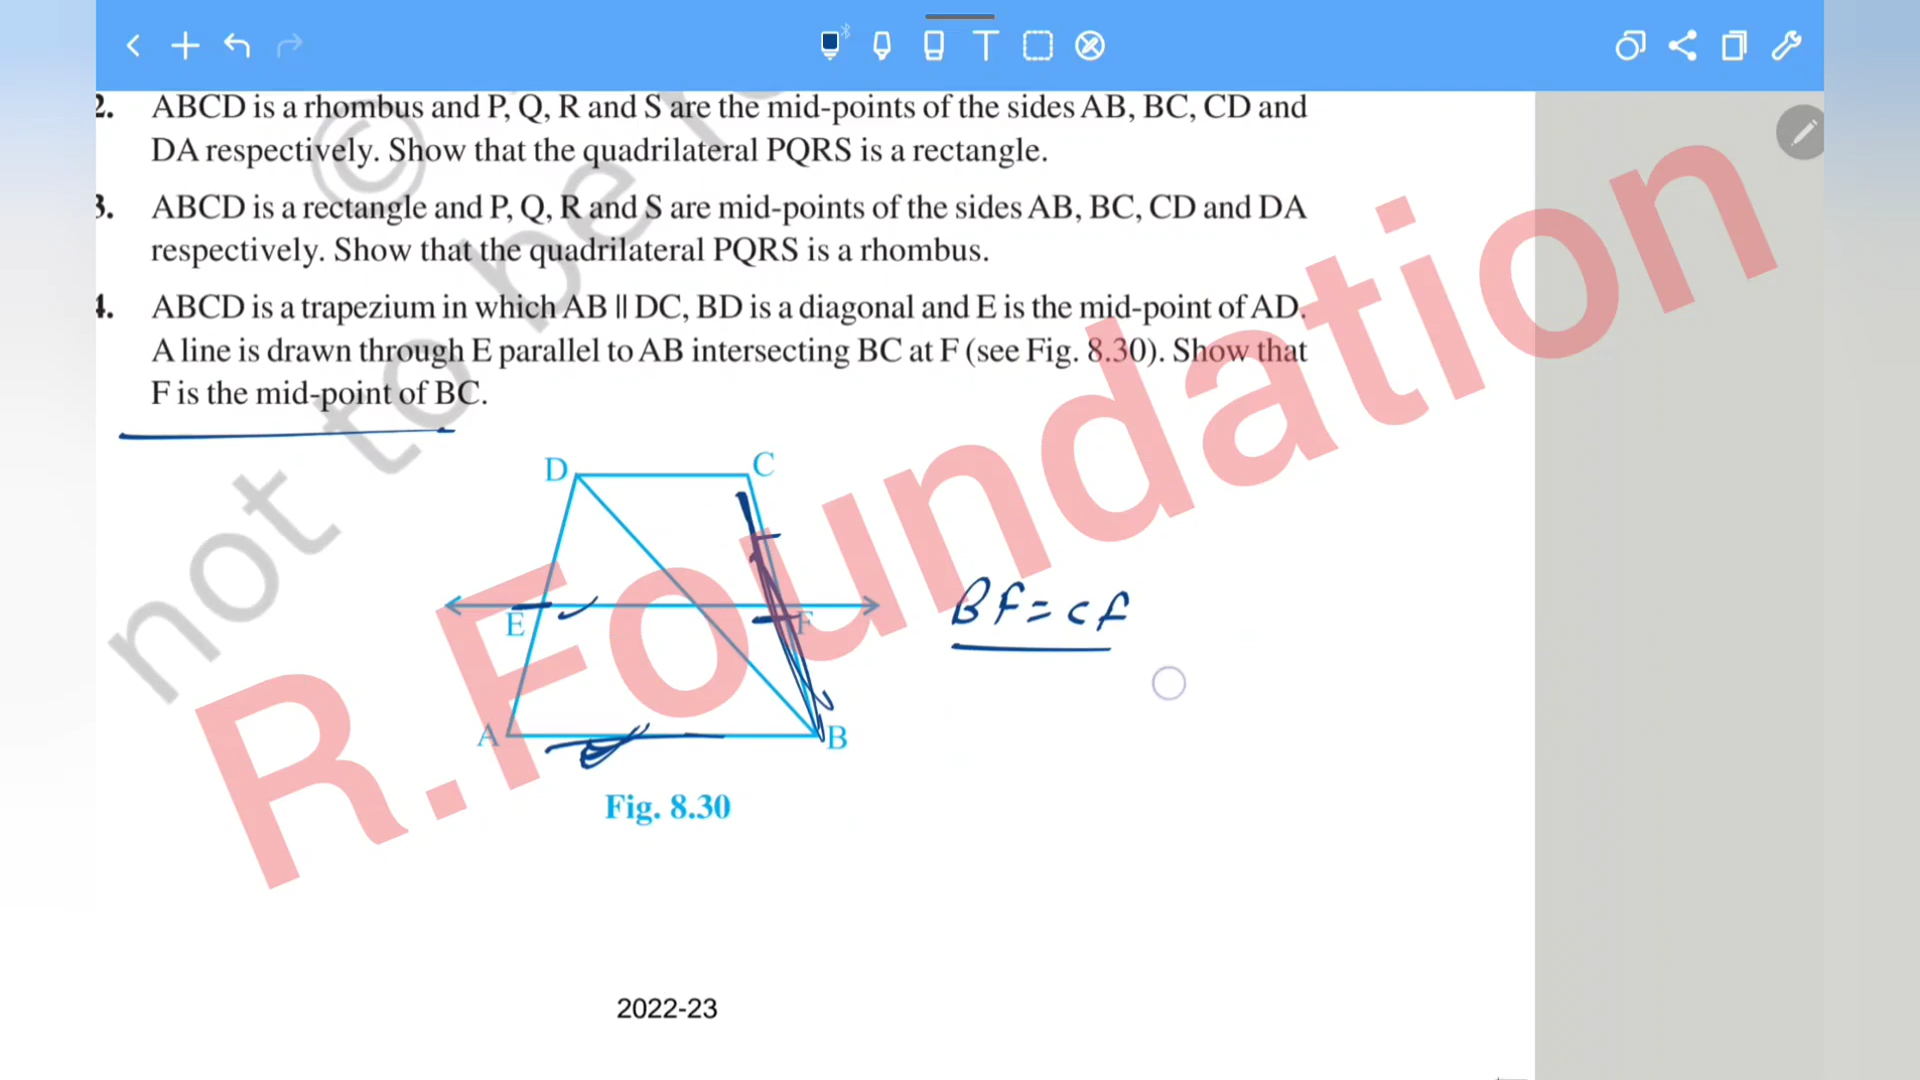 2. ABCD is a rhombus and P, Q, R and S are the mid-points of the sides AB, BC, CD and
DA respectively. Show that the quadrilateral PQRS is a rectangle.
3. ABCD is a rectangle and P, Q, R and S are mid-points of the sides AB, BC, CD and DA
respectively. Show that the quadrilateral PQRS is a rhombus.
4. ABCD is a trapezium in which AB || DC, BD is a diagonal and E is the mid-point of AD.
A line is drawn through E parallel to AB intersecting BC at F (see Fig. 8.30). Show that
F is the mid-point of BC.
D
C
E
F
A
B
BF=CF
Fig. 8.30
2022-23
© not to be r
R.Foundation